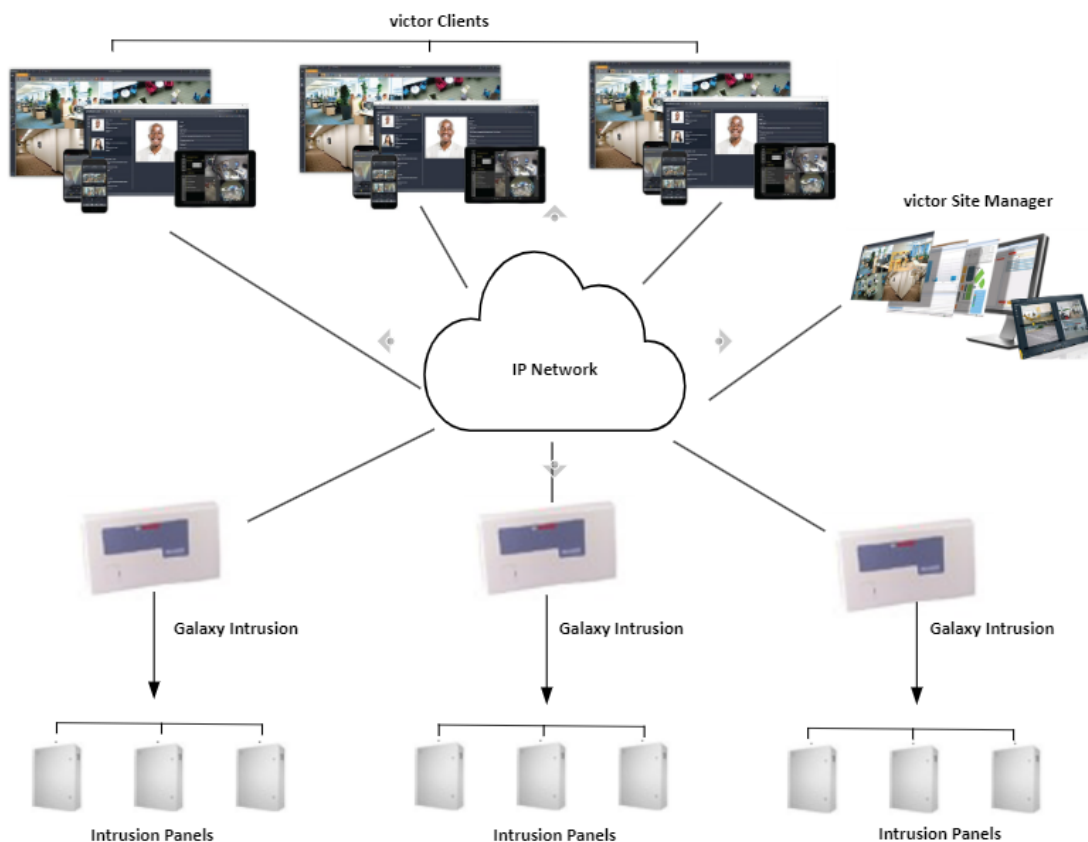 victor Clients
victor Site Manager
IP Network
Galaxy Intrusion
Galaxy Intrusion
Galaxy Intrusion
Intrusion Panels
Intrusion Panels
Intrusion Panels